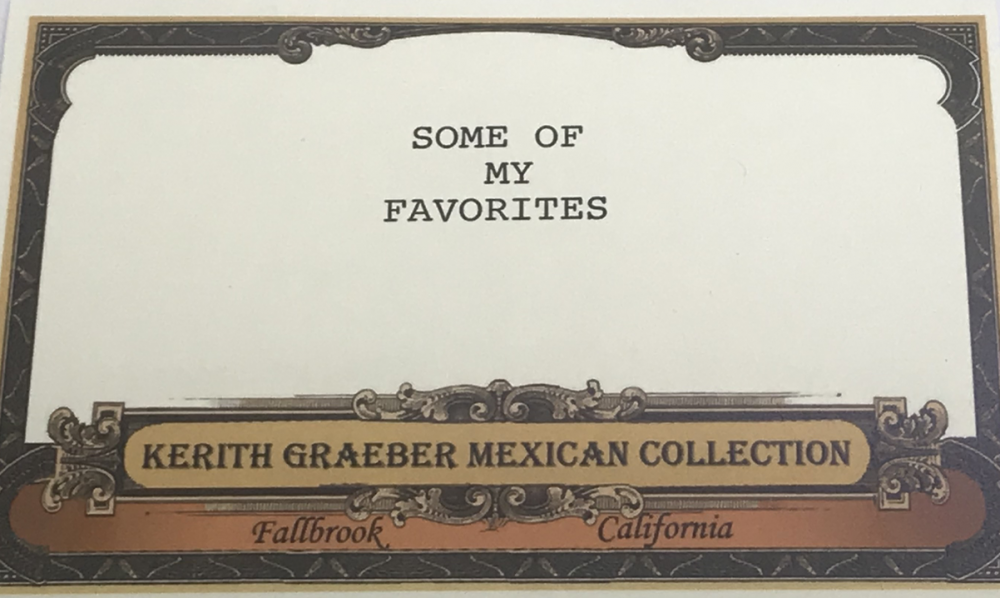 SOME OF
MY
FAVORITES
KERITH GRAEBER MEXICAN COLLECTION
Fallbrook, California